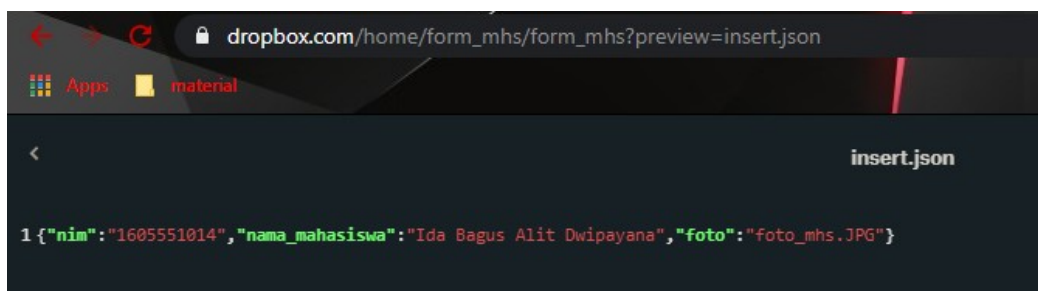 dropbox.com/home/form_mhs/form_mhs?preview=insert.json
Apps material
insert.json
1 {"nim":"1605551014","nama_mahasiswa":"Ida Bagus Alit Dwipayana","foto":"foto_mhs.JPG"}